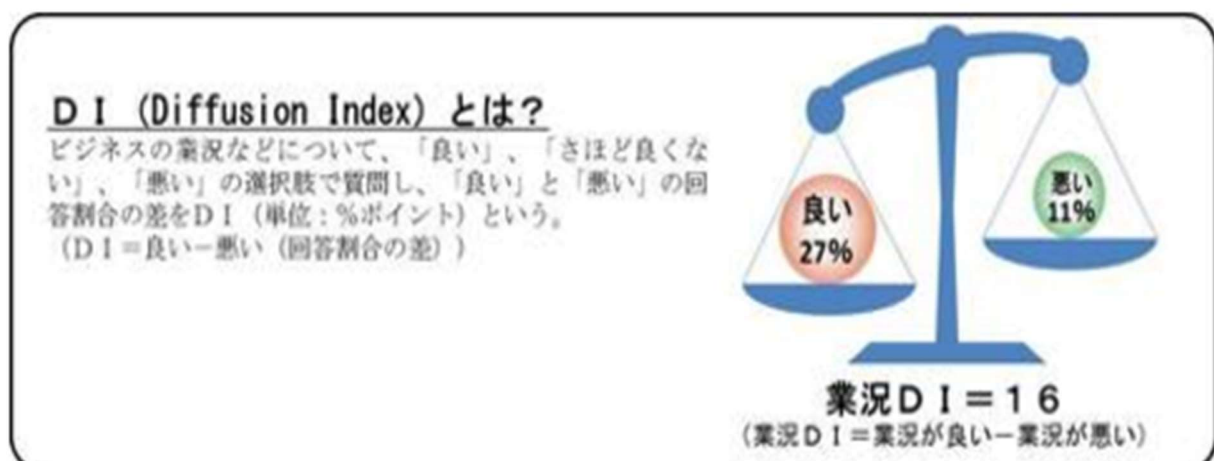 ＤＩ (Diffusion Index) とは？
ビジネスの業況などについて、「良い」、「さほど良くな
い」、「悪い」の選択肢で質問し、「良い」と「悪い」の回
答割合の差をＤＩ（単位：％ポイント）という。
（ＤＩ＝良い－悪い（回答割合の差））
良い
27%
悪い
11%
業況ＤＩ＝１６
（業況ＤＩ＝業況が良い－業況が悪い）